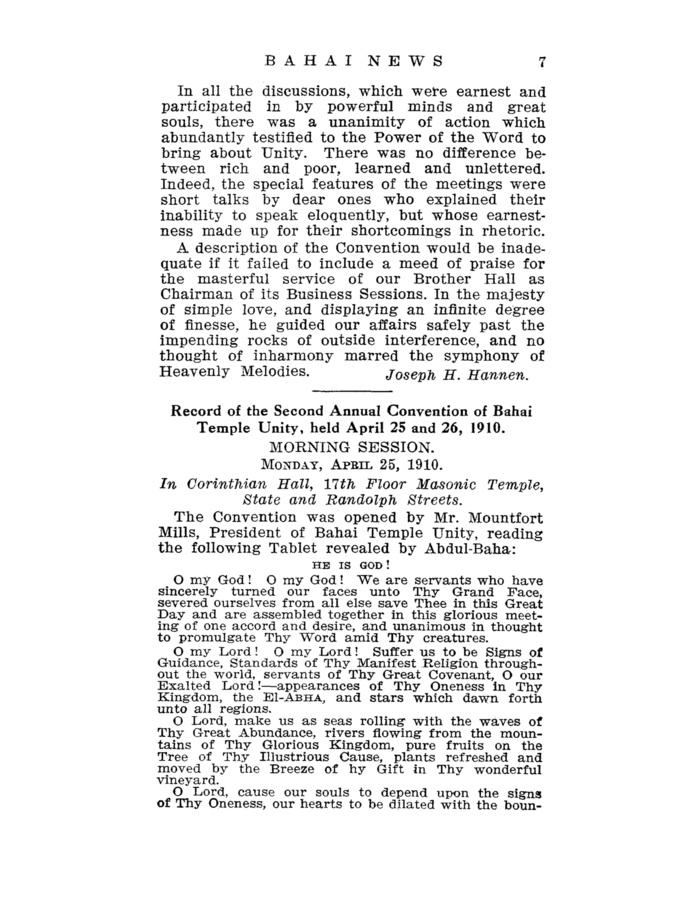 BAHAI NEWS 7
In all the discussions, which were earnest and
participated in by powerful minds and great
souls, there was a unanimity of action which
abundantly testified to the Power of the Word to
bring about Unity. There was no difference be-
tween rich and poor, learned and unlettered.
Indeed, the special features of the meetings were
short talks by dear ones who explained their
inability to speak eloquently, but whose earnest-
ness made up for their shortcomings in rhetoric.
A description of the Convention would be inade-
quate if it failed to include a meed of praise for
the masterful service of our Brother Hall as
Chairman of its Business Sessions. In the majesty
of simple love, and displaying an infinite degree
of finesse, he guided our affairs safely past the
impending rocks of outside interference, and no
thought of inharmony marred the symphony of
Heavenly Melodies. Joseph H. Hannen.
Record of the Second Annual Convention of Bahai
Temple Unity, held April 25 and 26, 1910.
MORNING SESSION.
MONDAY, APRIL 25, 1910.
In Corinthian Hall, 17th Floor Masonic Temple,
State and Randolph Streets.
The Convention was opened by Mr. Mountfort
Mills, President of Bahai Temple Unity, reading
the following Tablet revealed by Abdul-Baha:
HE IS GOD!
O my God! O my God! We are servants who have
sincerely turned our faces unto Thy Grand Face,
severed ourselves from all else save Thee in this Great
Day and are assembled together in this glorious meet-
ing of one accord and desire, and unanimous in thought
to promulgate Thy Word amid Thy creatures.
O my Lord! O my Lord! Suffer us to be Signs of
Guidance, Standards of Thy Manifest Religion through-
out the world, servants of Thy Great Covenant, O our
Exalted Lord!—appearances of Thy Oneness in Thy
Kingdom, the El-ABHA, and stars which dawn forth
unto all regions.
O Lord, make us as seas rolling with the waves of
Thy Great Abundance, rivers flowing from the moun-
tains of Thy Glorious Kingdom, pure fruits on the
Tree of Thy Illustrious Cause, plants refreshed and
moved by the Breeze of hy Gift in Thy wonderful
vineyard.
O Lord, cause our souls to depend upon the signs
of Thy Oneness, our hearts to be dilated with the boun-